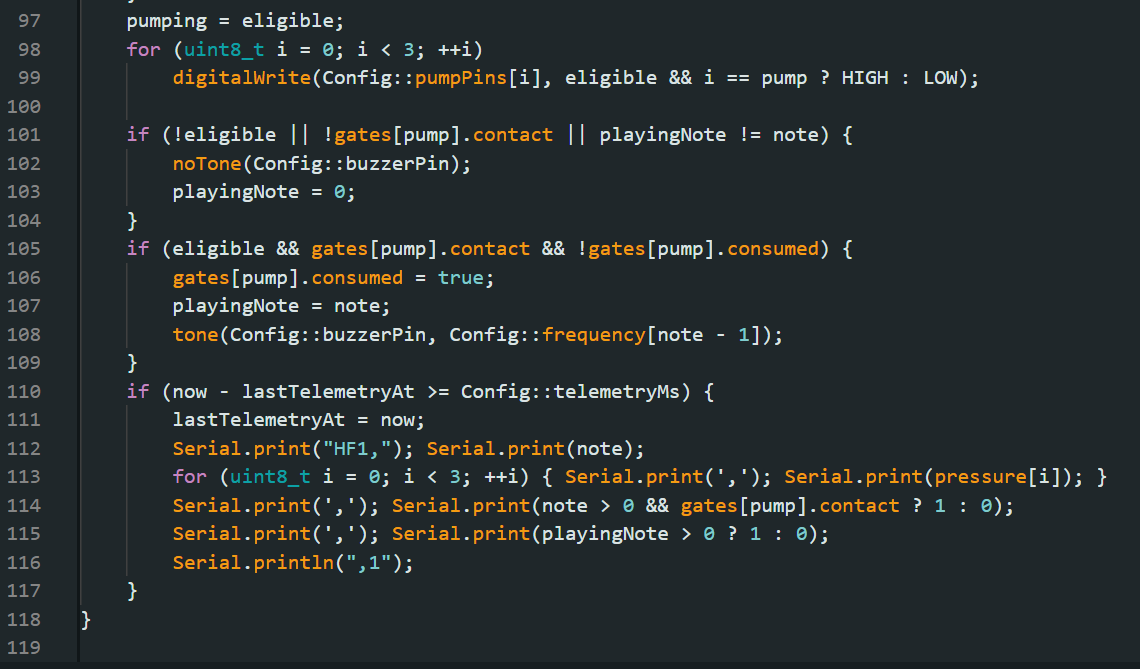 97 pumping = eligible;
98 for (uint8_t i = 0; i < 3; ++i)
99 digitalWrite(Config::pumpPins[i], eligible && i == pump ? HIGH : LOW);
100
101 if (!eligible || !gates[pump].contact || playingNote != note) {
102 noTone(Config::buzzerPin);
103 playingNote = 0;
104 }
105 if (eligible && gates[pump].contact && !gates[pump].consumed) {
106 gates[pump].consumed = true;
107 playingNote = note;
108 tone(Config::buzzerPin, Config::frequency[note - 1]);
109 }
110 if (now - lastTelemetryAt >= Config::telemetryMs) {
111 lastTelemetryAt = now;
112 Serial.print("HF1,"); Serial.print(note);
113 for (uint8_t i = 0; i < 3; ++i) { Serial.print(','); Serial.print(pressure[i]); }
114 Serial.print(','); Serial.print(note > 0 && gates[pump].contact ? 1 : 0);
115 Serial.print(','); Serial.print(playingNote > 0 ? 1 : 0);
116 Serial.println(",1");
117 }
118 }
119